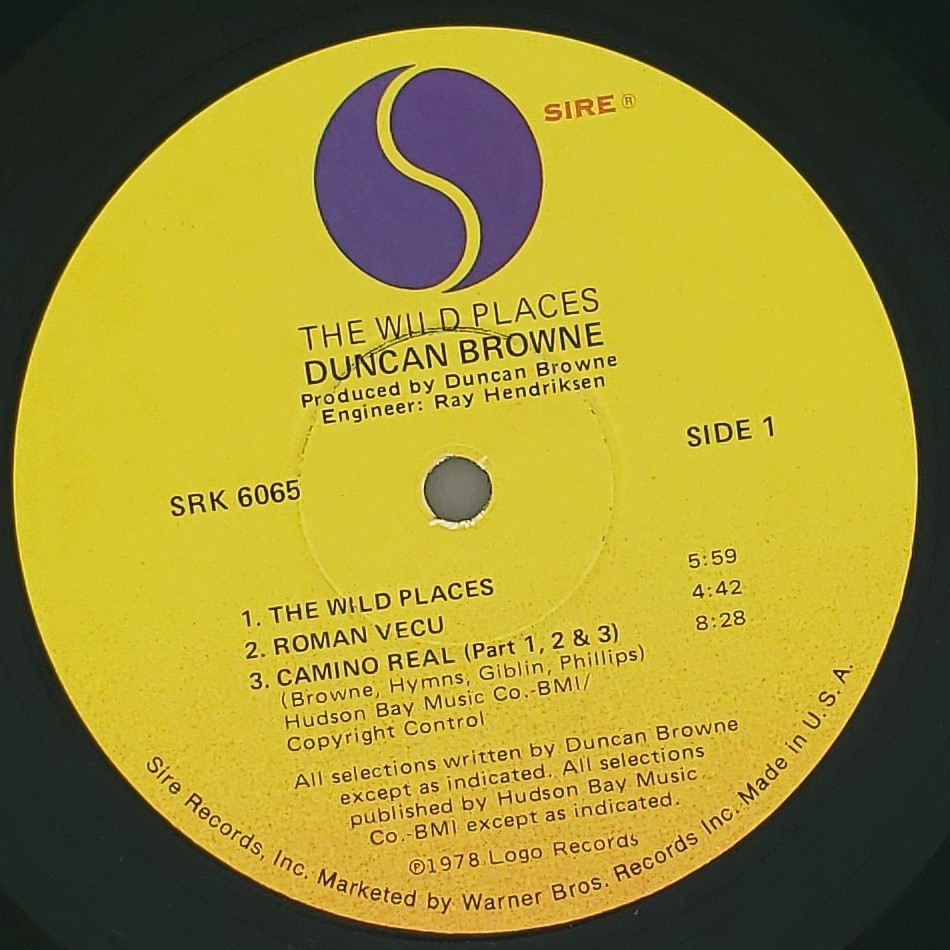 SIRE ®
THE WILD PLACES
DUNCAN BROWNE
Produced by Duncan Browne
Engineer: Ray Hendriksen
SIDE 1
SRK 6065
1. THE WILD PLACES 5:59
2. ROMAN VECU 4:42
3. CAMINO REAL (Part 1, 2 & 3) 8:28
(Browne, Hymns, Giblin, Phillips)
Hudson Bay Music Co.-BMI/
Copyright Control
All selections written by Duncan Browne
except as indicated. All selections
published by Hudson Bay Music
Co.-BMI except as indicated.
℗1978 Logo Records
Sire Records, Inc. Marketed by Warner Bros. Records Inc. Made in U. S. A.